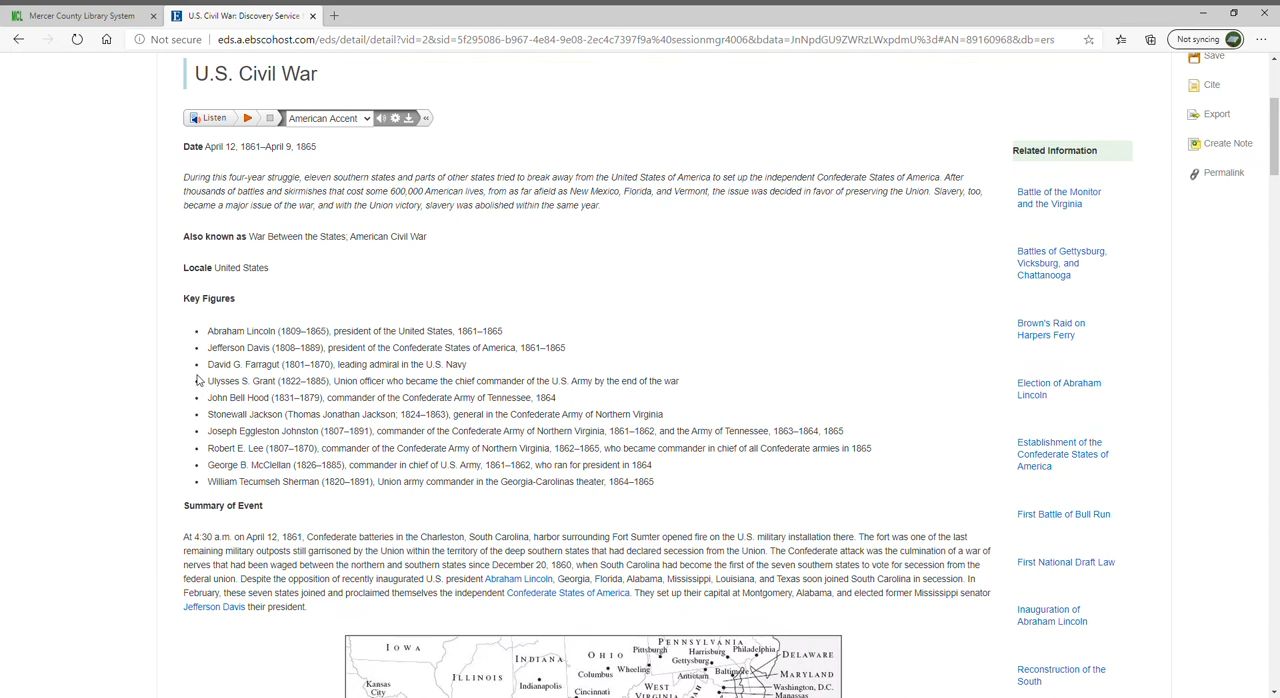 MCL Mercer County Library System
U.S. Civil War: Discovery Service
Not secure eds.a.ebscohost.com/eds/detail/detail?vid=2&sid=5f295086-b967-4e84-9e08-2ec4c7397f9a%40sessionmgr4006&bdata=JnNpdGU9ZWRzLWxpdmU%3d#AN=89160968&db=ers
Not syncing
U.S. Civil War
Listen American Accent
Date April 12, 1861–April 9, 1865
During this four-year struggle, eleven southern states and parts of other states tried to break away from the United States of America to set up the independent Confederate States of America. After
thousands of battles and skirmishes that cost some 600,000 American lives, from as far afield as New Mexico, Florida, and Vermont, the issue was decided in favor of preserving the Union. Slavery, too,
became a major issue of the war, and with the Union victory, slavery was abolished within the same year.
Also known as War Between the States; American Civil War
Locale United States
Key Figures
• Abraham Lincoln (1809–1865), president of the United States, 1861–1865
• Jefferson Davis (1808–1889), president of the Confederate States of America, 1861–1865
• David G. Farragut (1801–1870), leading admiral in the U.S. Navy
• Ulysses S. Grant (1822–1885), Union officer who became the chief commander of the U.S. Army by the end of the war
• John Bell Hood (1831–1879), commander of the Confederate Army of Tennessee, 1864
• Stonewall Jackson (Thomas Jonathan Jackson; 1824–1863), general in the Confederate Army of Northern Virginia
• Joseph Eggleston Johnston (1807–1891), commander of the Confederate Army of Northern Virginia, 1861–1862, and the Army of Tennessee, 1863–1864, 1865
• Robert E. Lee (1807–1870), commander of the Confederate Army of Northern Virginia, 1862–1865, who became commander in chief of all Confederate armies in 1865
• George B. McClellan (1826–1885), commander in chief of U.S. Army, 1861–1862, who ran for president in 1864
• William Tecumseh Sherman (1820–1891), Union army commander in the Georgia-Carolinas theater, 1864–1865
Summary of Event
At 4:30 a.m. on April 12, 1861, Confederate batteries in the Charleston, South Carolina, harbor surrounding Fort Sumter opened fire on the U.S. military installation there. The fort was one of the last
remaining military outposts still garrisoned by the Union within the territory of the deep southern states that had declared secession from the Union. The Confederate attack was the culmination of a war of
nerves that had been waged between the northern and southern states since December 20, 1860, when South Carolina had become the first of the seven southern states to vote for secession from the
federal union. Despite the opposition of recently inaugurated U.S. president Abraham Lincoln, Georgia, Florida, Alabama, Mississippi, Louisiana, and Texas soon joined South Carolina in secession. In
February, these seven states joined and proclaimed themselves the independent Confederate States of America. They set up their capital at Montgomery, Alabama, and elected former Mississippi senator
Jefferson Davis their president.
IOWA
ILLINOIS
Kansas
City
INDIANA
Indianapolis
OHIO
Columbus
Cincinnati
Wheeling
WEST
VIRGINIA
PENNSYLVANIA
Pittsburgh
Harrisburg
Philadelphia
Gettysburg
Antietam
Baltimore
DELAWARE
MARYLAND
Washington, D.C.
Manassas
Related Information
Battle of the Monitor
and the Virginia
Battles of Gettysburg,
Vicksburg, and
Chattanooga
Brown's Raid on
Harpers Ferry
Election of Abraham
Lincoln
Establishment of the
Confederate States of
America
First Battle of Bull Run
First National Draft Law
Inauguration of
Abraham Lincoln
Reconstruction of the
South
Save
Cite
Export
Create Note
Permalink